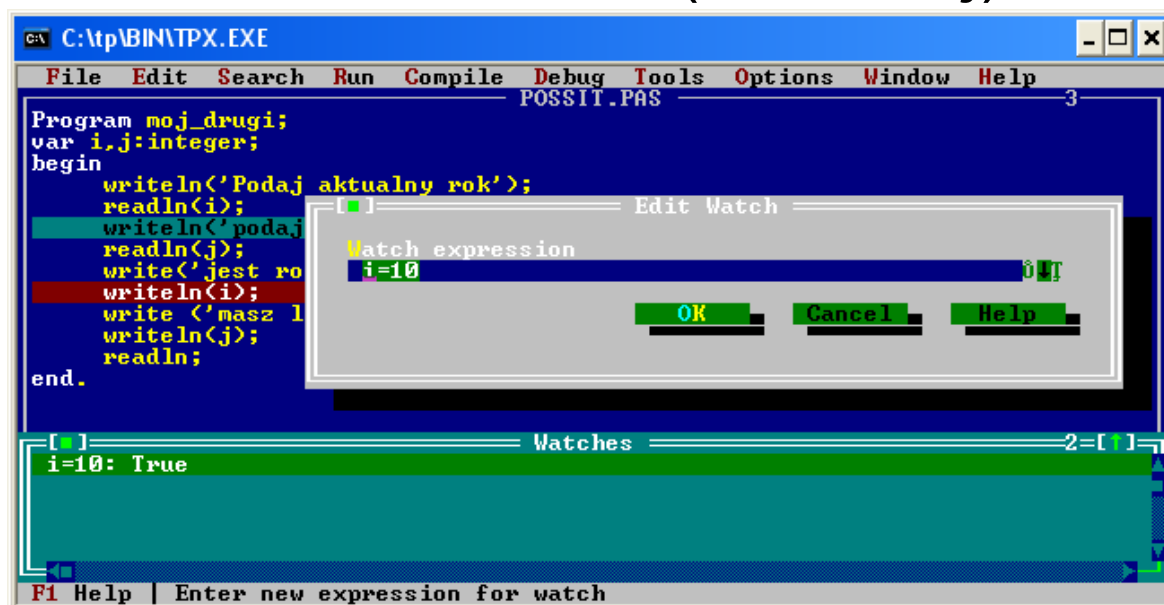 C:\tp\BIN\TPX.EXE
File Edit Search Run Compile Debug Tools Options Window Help
POSSIT.PAS 3
Program moj_drugi;
var i,j:integer;
begin
writeln('Podaj aktualny rok');
readln(i);
writeln('podaj
readln(j);
write('jest ro
writeln(i);
write ('masz l
writeln(j);
readln;
end.
Edit Watch
Watch expression
i=10
OK Cancel Help
Watches 2
i=10: True
F1 Help | Enter new expression for watch